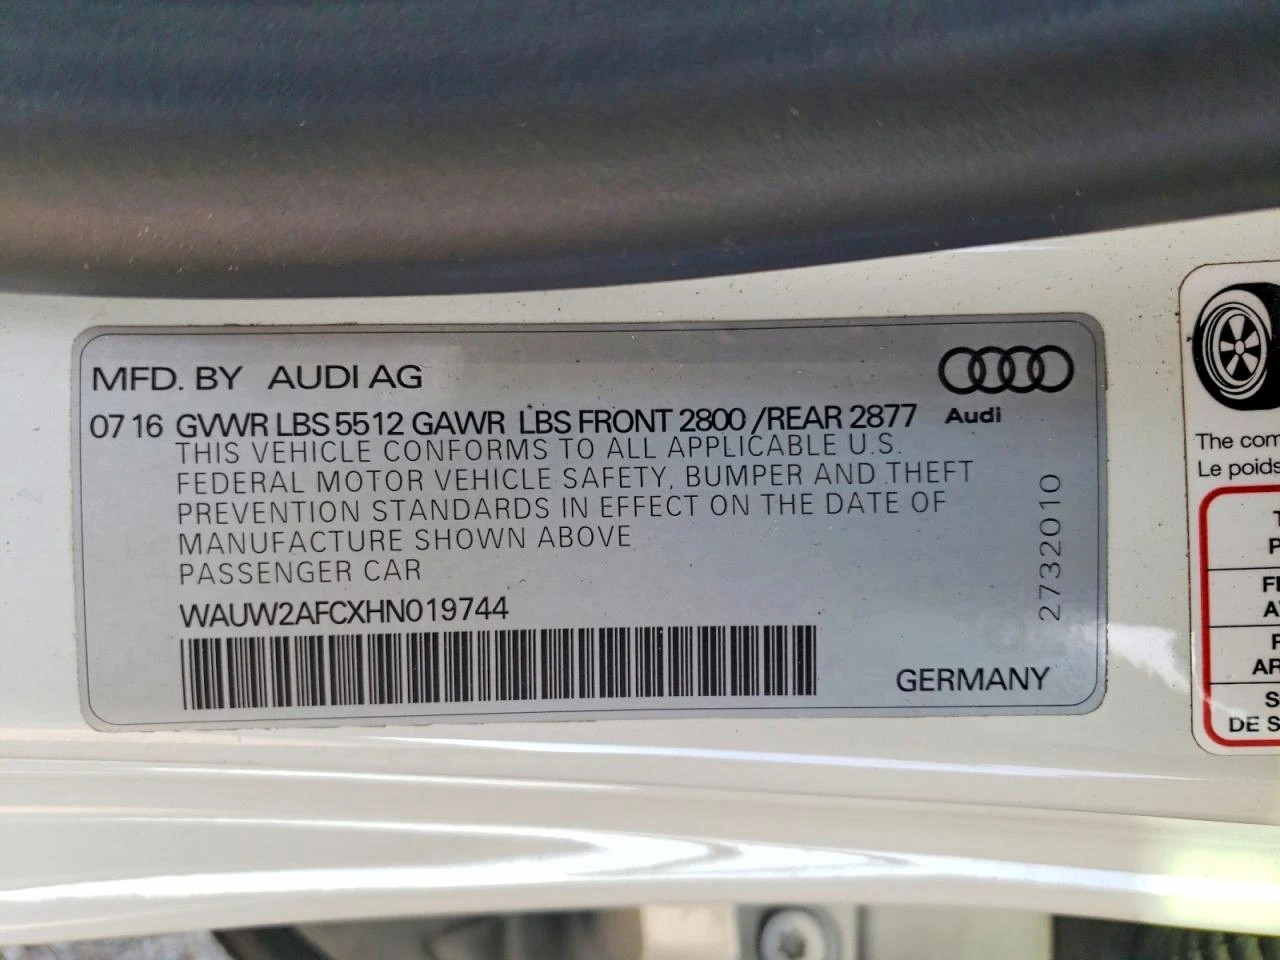 MFD. BY AUDI AG
Audi
07 16 GVWR LBS 5512 GAWR LBS FRONT 2800 /REAR 2877
THIS VEHICLE CONFORMS TO ALL APPLICABLE U.S.
FEDERAL MOTOR VEHICLE SAFETY, BUMPER AND THEFT
PREVENTION STANDARDS IN EFFECT ON THE DATE OF
MANUFACTURE SHOWN ABOVE
PASSENGER CAR
WAUW2AFCXHN019744
GERMANY
2732010
The com
Le poids
T
P
FI
A
F
AR
S
DE S